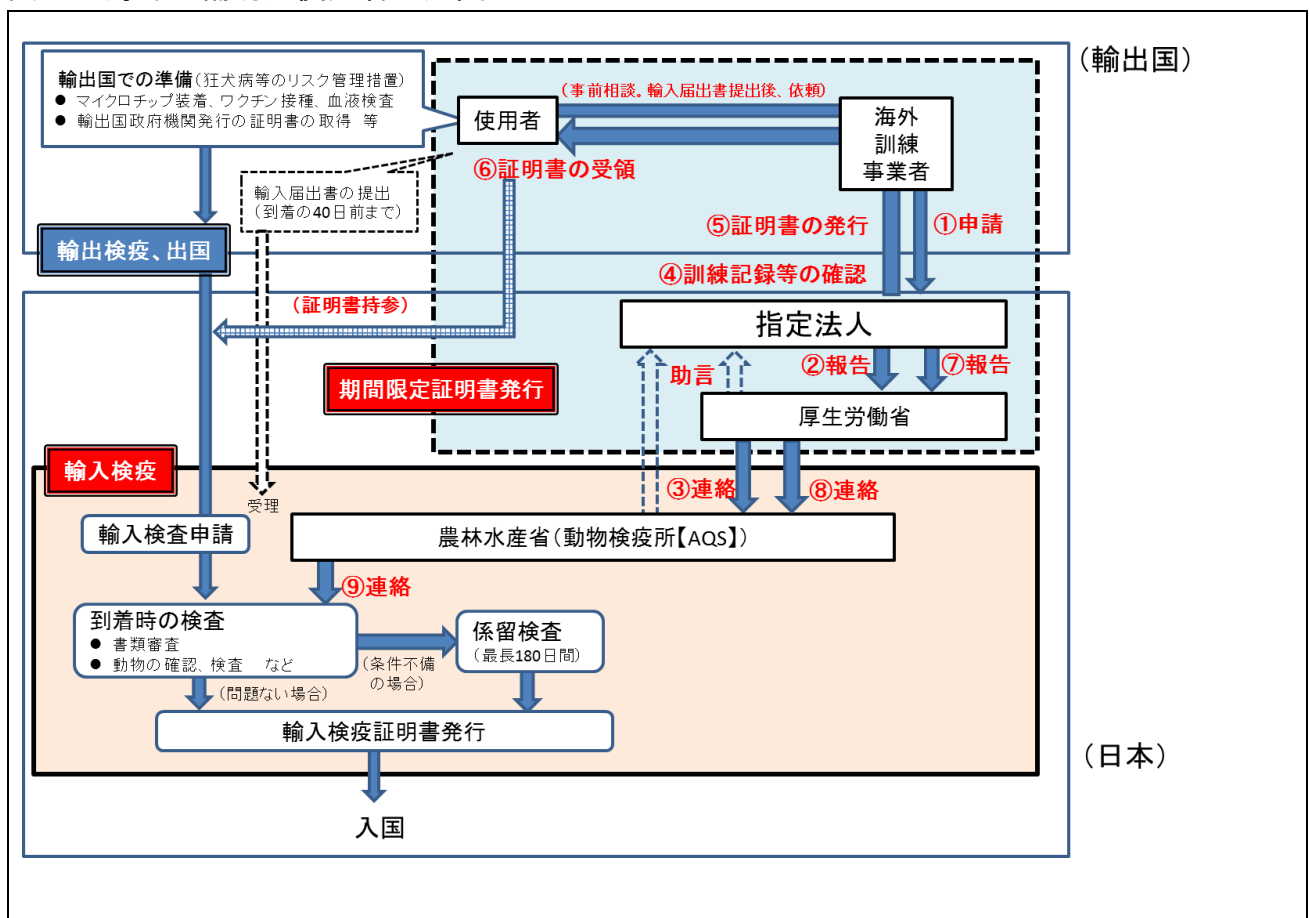 （輸出国）
輸出国での準備（狂犬病等のリスク管理措置）
● マイクロチップ装着、ワクチン接種、血液検査
● 輸出国政府機関発行の証明書の取得　等
（事前相談。輸入届出書提出後、依頼）
使用者
海外
訓練
事業者
⑥証明書の受領
輸入届出書の提出
（到着の40日前まで）
⑤証明書の発行
①申請
輸出検疫、出国
④訓練記録等の確認
（証明書持参）
指定法人
助言
②報告
⑦報告
期間限定証明書発行
厚生労働省
輸入検疫
③連絡
⑧連絡
受理
輸入検査申請
農林水産省（動物検疫所【AQS】）
⑨連絡
到着時の検査
● 書類審査
● 動物の確認、検査　など
係留検査
（最長180日間）
（条件不備
の場合）
（問題ない場合）
輸入検疫証明書発行
（日本）
入国